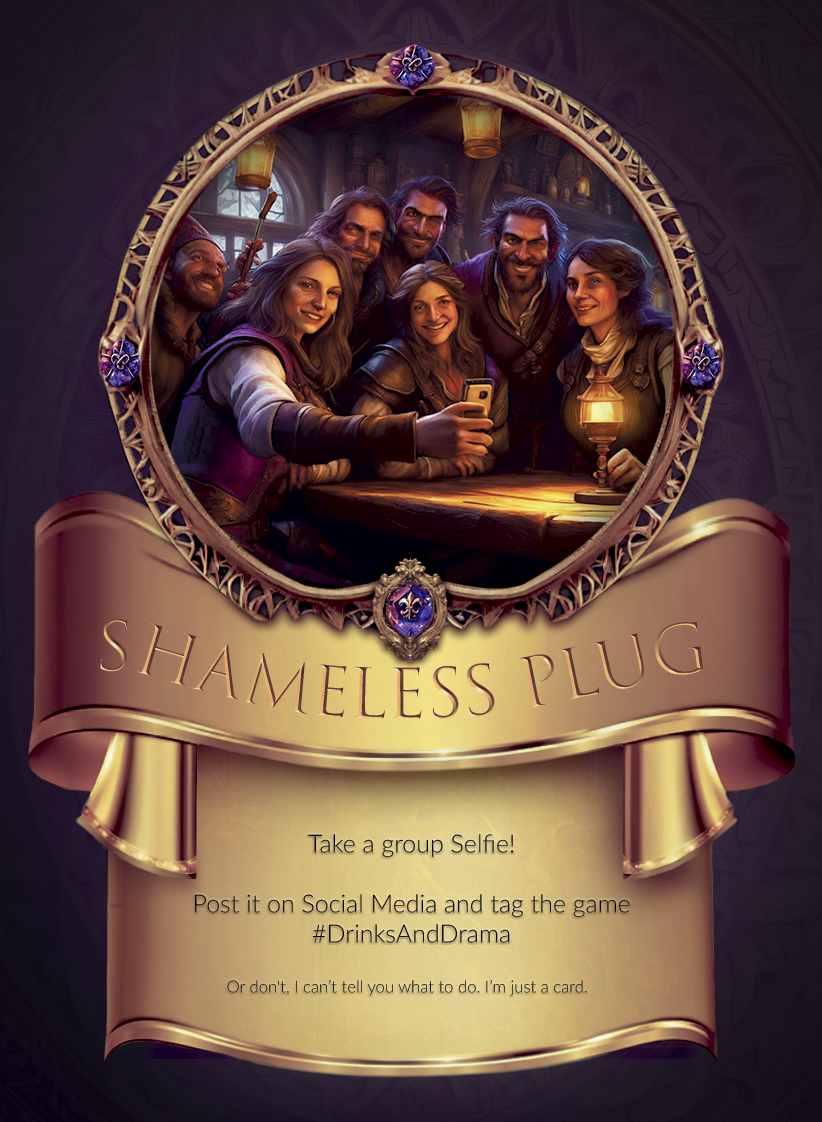 SHAMELESS PLUG
Take a group Selfie!
Post it on Social Media and tag the game
#DrinksAndDrama
Or don't, I can't tell you what to do. I'm just a card.